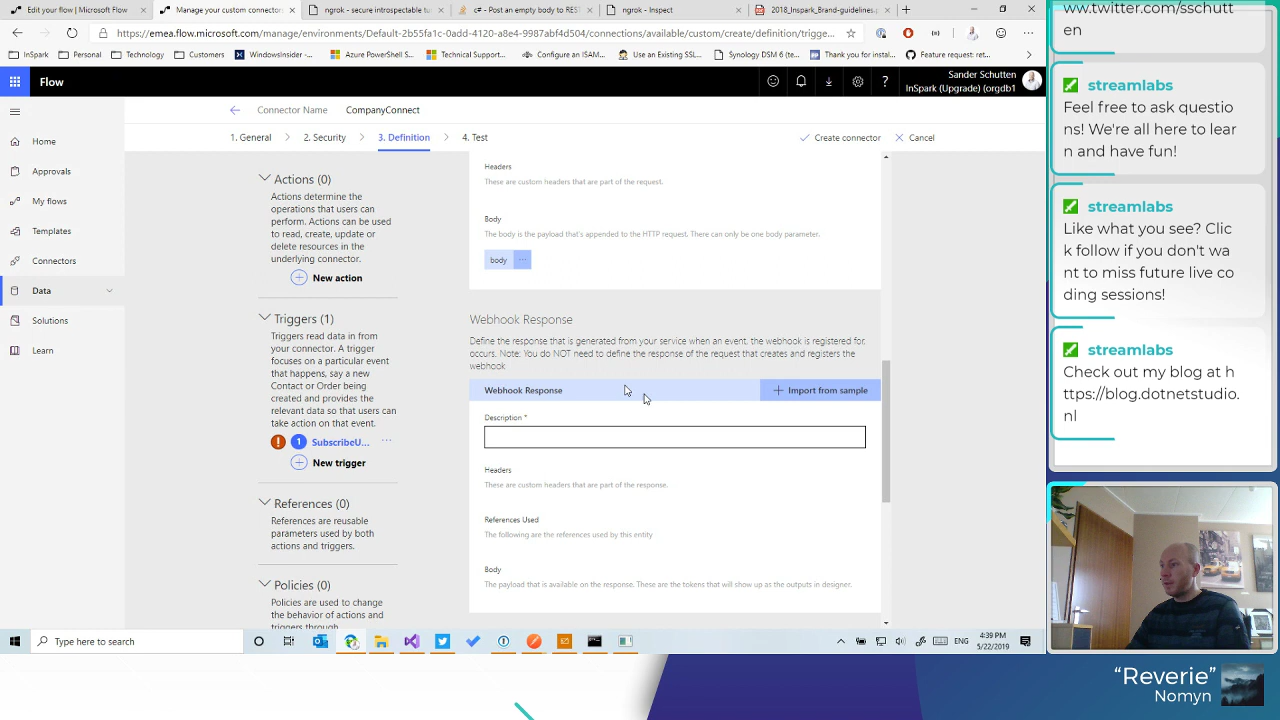 Edit your flow | Microsoft Flow
Manage your custom connectors
ngrok - secure introspectable t
c# - Post an empty body to RES
ngrok - Inspect
2018_Inspark_Brand-guidelines.p
https://emea.flow.microsoft.com/manage/environments/Default-2b55fa1c-0add-4120-a8e4-9987abf4d504/connections/available/custom/create/definition/trigge...
InSpark
Personal
Technology
Customers
WindowsInsider
Azure PowerShell
Technical Support...
Configure an ISAM...
Use an Existing SSL...
Synology DSM 6 (te...
Thank you for instal...
Feature request: ret...
Flow
Sander Schutten
InSpark (Upgrade) (orgdb1
Connector Name
CompanyConnect
1. General
2. Security
3. Definition
4. Test
Create connector
Cancel
Home
Approvals
My flows
Templates
Connectors
Data
Solutions
Learn
Actions (0)
Actions determine the
operations that users can
perform. Actions can be used
to read, create, update or
delete resources in the
underlying connector.
New action
Triggers (1)
Triggers read data in from
your connector. A trigger
focuses on a particular event
that happens, say a new
Contact or Order being
created and provides the
relevant data so that users can
take action on that event.
1
SubscribeU...
New trigger
References (0)
References are reusable
parameters used by both
actions and triggers.
Policies (0)
Policies are used to change
the behavior of actions and
triggers through
Headers
These are custom headers that are part of the request.
Body
The body is the payload that's appended to the HTTP request. There can only be one body parameter.
body
...
Webhook Response
Define the response that is generated from your service when an event, the webhook is registered for,
occurs. Note: You do NOT need to define the response of the request that creates and registers the
webhook
Webhook Response
Import from sample
Description *
Headers
These are custom headers that are part of the response.
References Used
The following are the references used by this entity
Body
The payload that is available on the response. These are the tokens that will show up as the outputs in designer.
Type here to search
ENG
4:39 PM
5/22/2019
ww.twitter.com/sschutt
en
streamlabs
Feel free to ask questio
ns! We're all here to lear
n and have fun!
streamlabs
Like what you see? Clic
k follow if you don't wa
nt to miss future live co
ding sessions!
streamlabs
Check out my blog at h
ttps://blog.dotnetstudio.
nl
"Reverie"
Nomyn